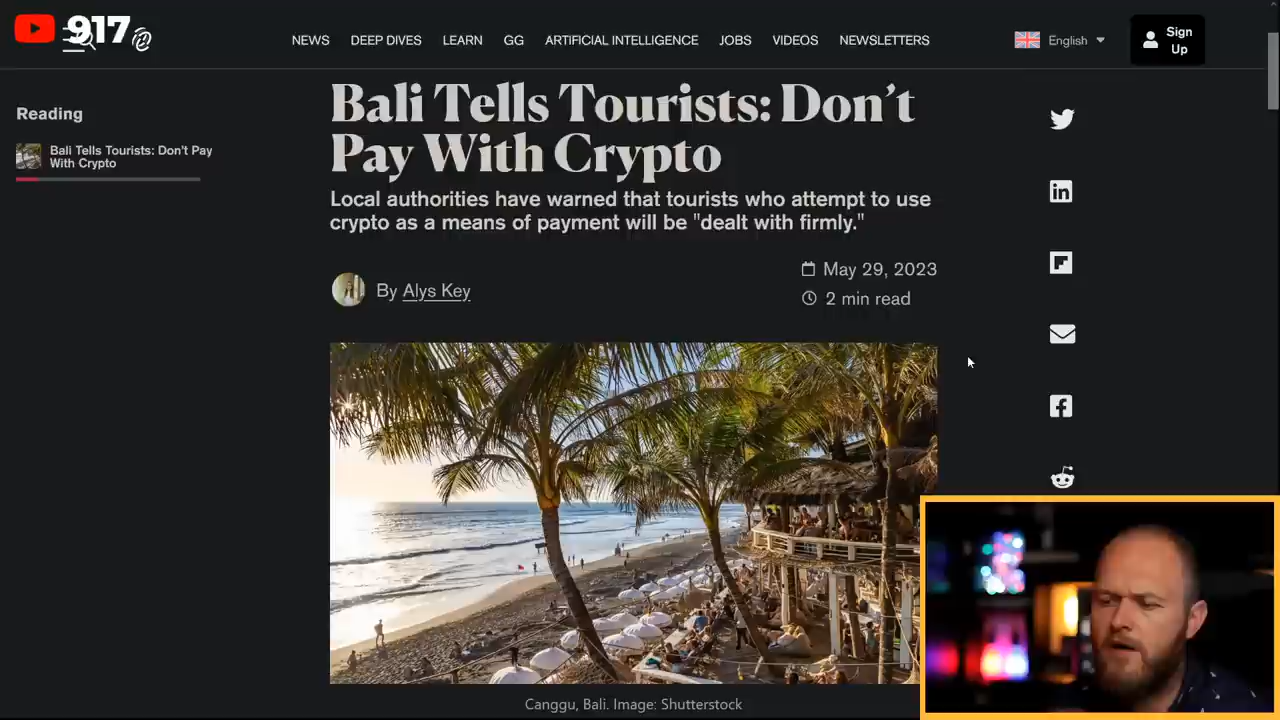 917
NEWS DEEP DIVES LEARN GG ARTIFICIAL INTELLIGENCE JOBS VIDEOS NEWSLETTERS
English
Sign
Up
Reading
Bali Tells Tourists: Don't Pay
With Crypto
Bali Tells Tourists: Don’t
Pay With Crypto
Local authorities have warned that tourists who attempt to use
crypto as a means of payment will be "dealt with firmly."
By Alys Key
May 29, 2023
2 min read
Canggu, Bali. Image: Shutterstock